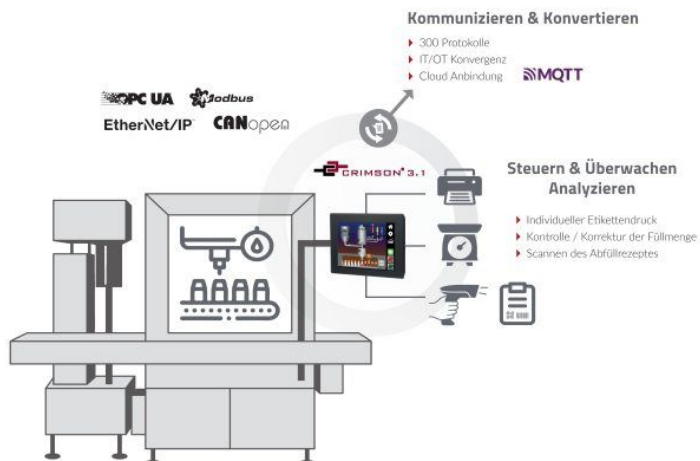 Kommunizieren & Konvertieren
300 Protokolle
IT/OT Konvergenz
Cloud Anbindung
MQTT
OPC UA
Modbus
EtherNet/IP
CANopen
CRIMSON 3.1
Steuern & Überwachen
Analyzieren
Individueller Etikettendruck
Kontrolle / Korrektur der Füllmenge
Scannen des Abfüllrezeptes